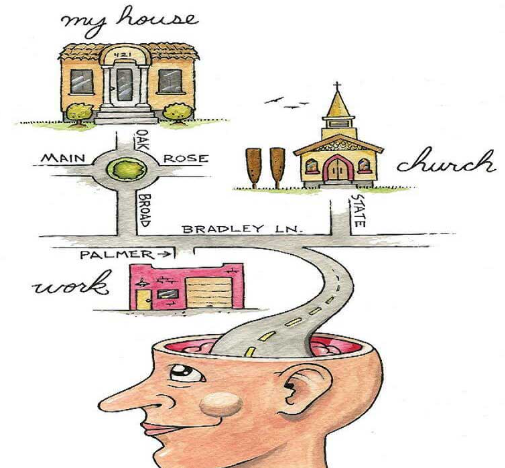 my house
421
OAK
MAIN
ROSE
church
BROAD
STATE
BRADLEY LN.
PALMER→
work